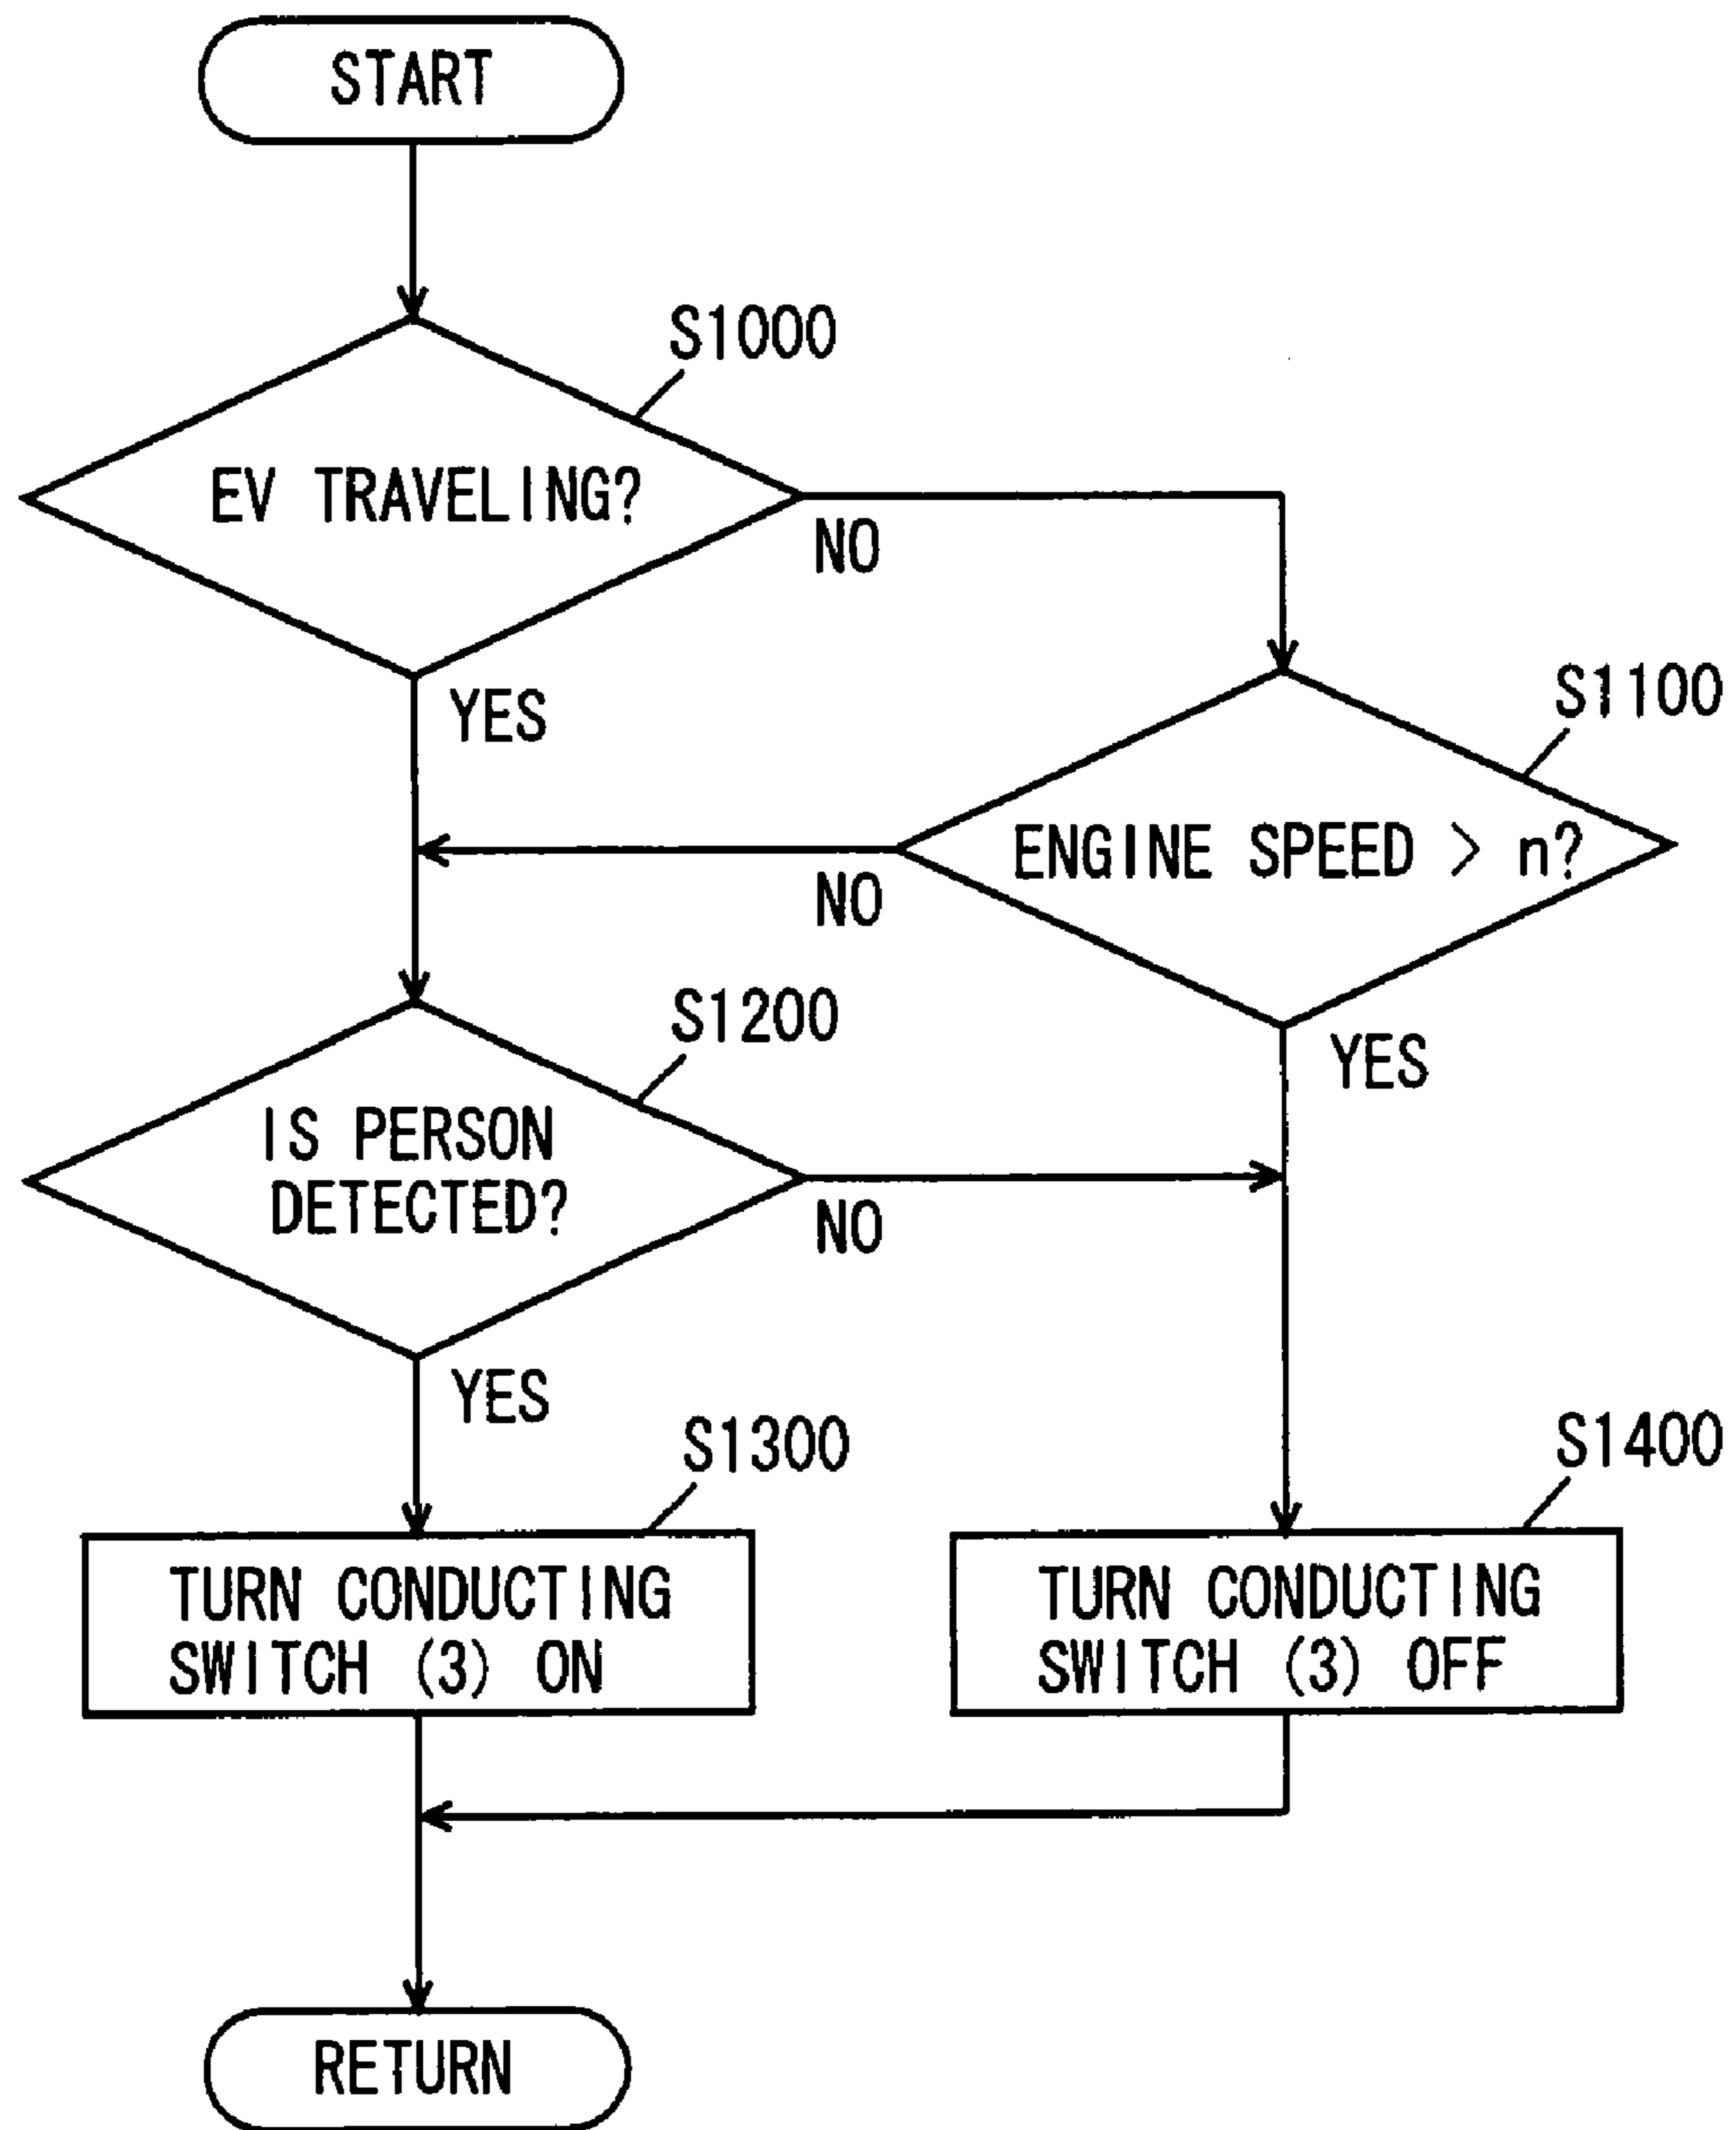 START
S1000
EV TRAVELING?
NO
YES
S1100
ENGINE SPEED > n?
NO
YES
S1200
IS PERSON
DETECTED?
NO
YES
S1300
TURN CONDUCTING
SWITCH (3) ON
S1400
TURN CONDUCTING
SWITCH (3) OFF
RETURN